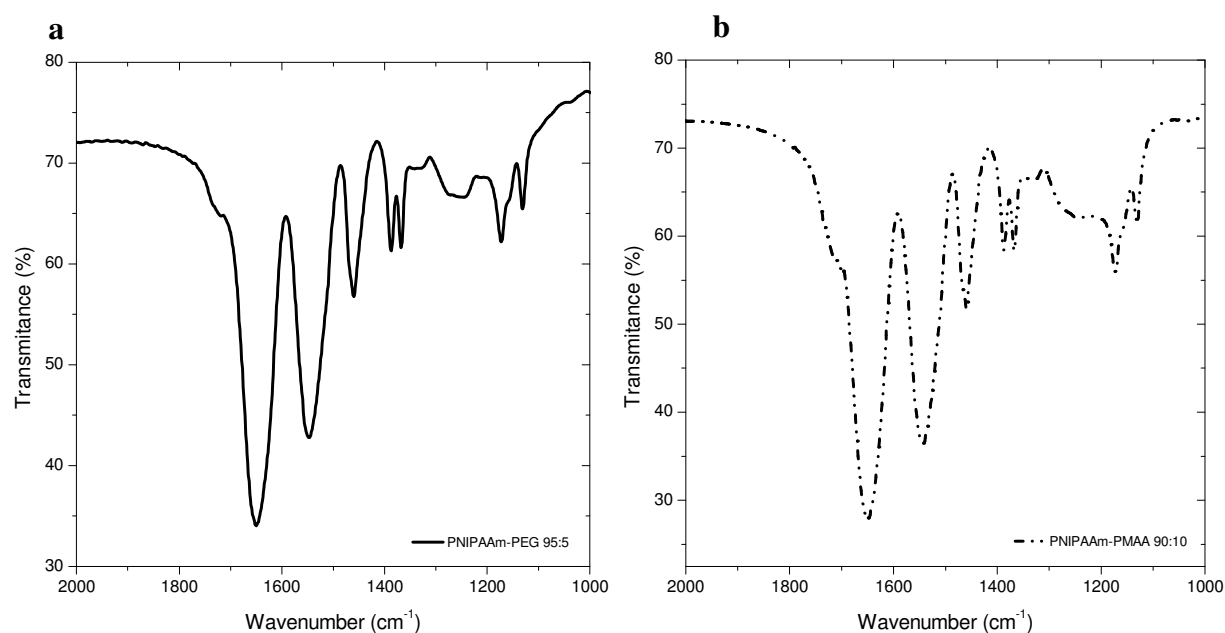 a
80
70
60
50
40
30
Transmitance (%)
2000 1800 1600 1400 1200 1000
Wavenumber (cm⁻¹)
PNIPAAm-PEG 95:5
b
80
70
60
50
40
30
Transmitance (%)
2000 1800 1600 1400 1200 1000
Wavenumber (cm⁻¹)
PNIPAAm-PMAA 90:10